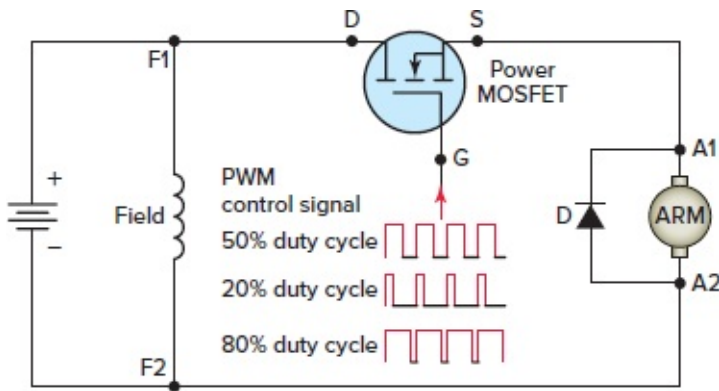 D
S
F1
Power
MOSFET
G
A1
+
PWM
control signal
Field
50% duty cycle
D
ARM
−
20% duty cycle
A2
80% duty cycle
F2